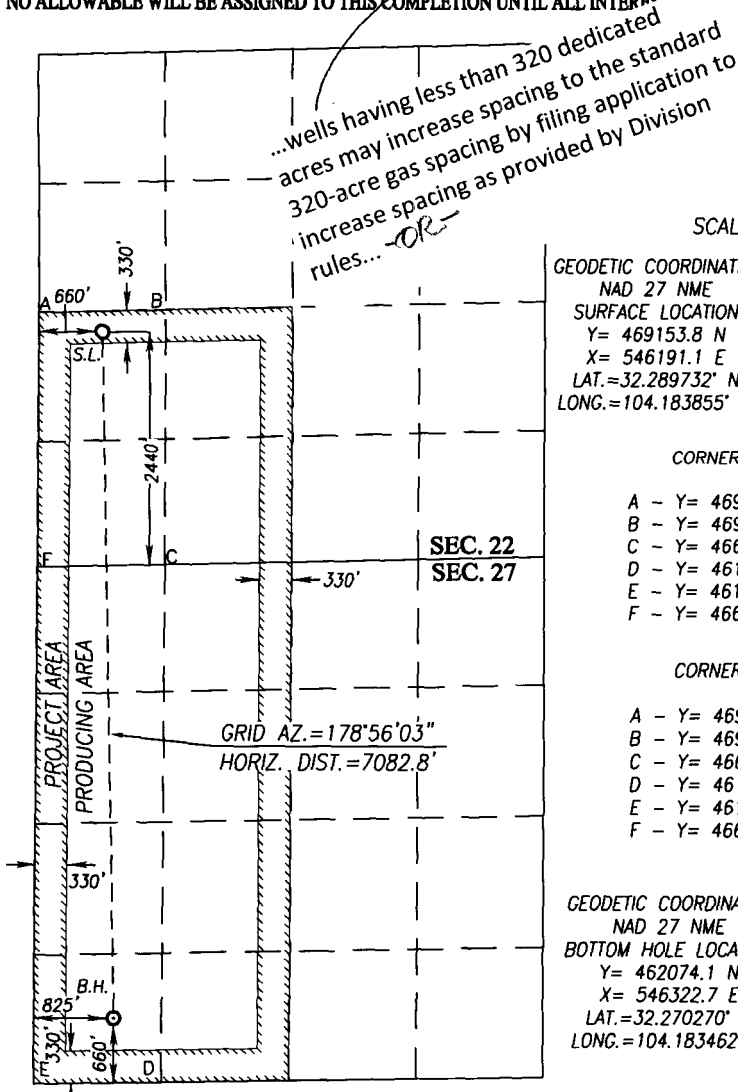 NO ALLOWABLE WILL BE ASSIGNED TO THIS COMPLETION UNTIL ALL
...wells having less than 320 dedicated
acres may increase spacing to the standard
320-acre gas spacing by filing application to
increase spacing as provided by Division
rules... -OR-
SCAL
GEODETIC COORDINAT
NAD 27 NME
SURFACE LOCATION
Y= 469153.8 N
X= 546191.1 E
LAT.=32.289732° N
LONG.=104.183855°
CORNER
A - Y= 469
B - Y= 469
C - Y= 466
D - Y= 461
E - Y= 461
F - Y= 466
CORNER
A - Y= 469
B - Y= 469
C - Y= 466
D - Y= 46
E - Y= 461
F - Y= 466
GEODETIC COORDINA
NAD 27 NME
BOTTOM HOLE LOCA
Y= 462074.1 N
X= 546322.7 E
LAT.=32.270270°
LONG.=104.183462
A 660' 330' B
S.L.
2440'
F C
SEC. 22
SEC. 27
330'
PROJECT AREA
PRODUCING AREA
GRID AZ.=178°56'03"
HORIZ. DIST.=7082.8'
330'
B.H.
825'
330'
660'
E D